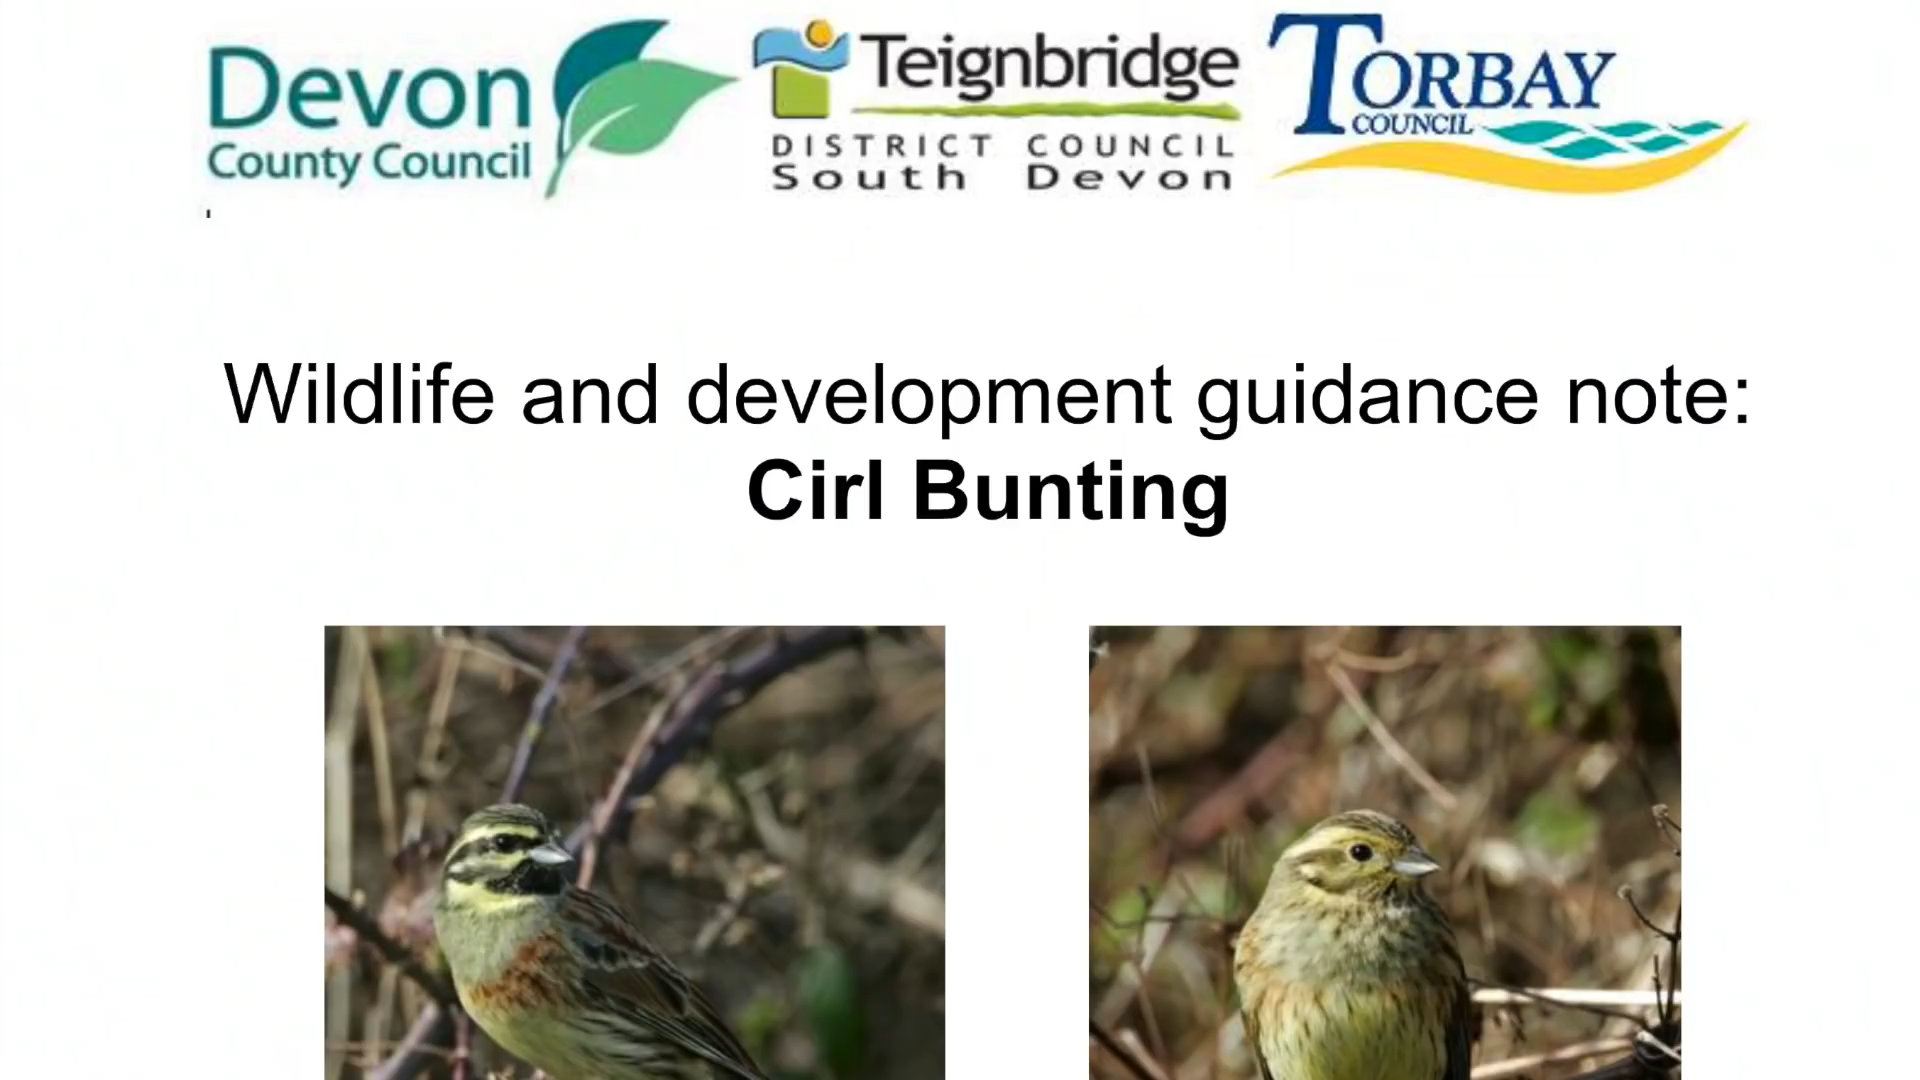 Devon
County Council
Teignbridge
DISTRICT COUNCIL
South Devon
TORBAY
COUNCIL
Wildlife and development guidance note:
Cirl Bunting